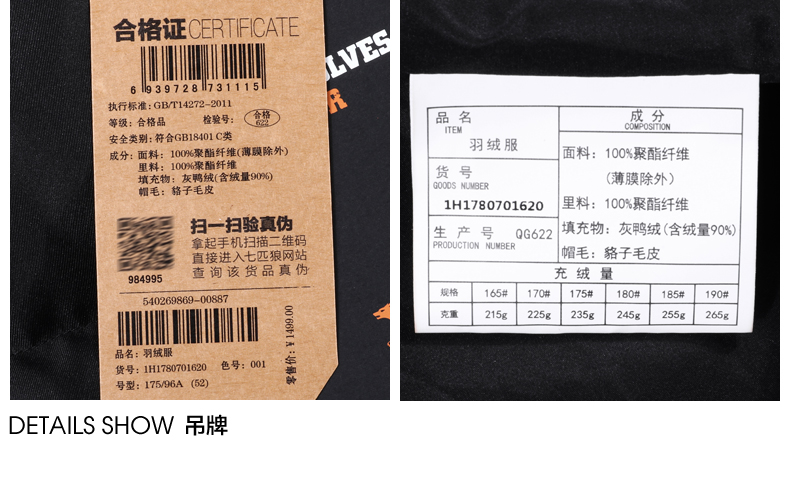 合格证CERTIFICATE
6 939728 731115
执行标准: GB/T14272-2011
等级: 合格品 检验号: 合格 622
安全类别: 符合GB18401 C类
成分: 面料: 100%聚酯纤维(薄膜除外)
里料: 100%聚酯纤维
填充物: 灰鸭绒(含绒量90%)
帽毛: 貉子毛皮
扫一扫验真伪
拿起手机扫描二维码
直接进入七匹狼网站
查询该货品真伪
984995
540269869-00887
品名: 羽绒服
货号: 1H1780701620 色号: 001
号型: 175/96A (52)
零售价: ¥1499.00
LVES
R
品名
ITEM
羽绒服
货号
GOODS NUMBER
1H1780701620
生产号 QG622
PRODUCTION NUMBER
成分
COMPOSITION
面料: 100%聚酯纤维
(薄膜除外)
里料: 100%聚酯纤维
填充物: 灰鸭绒(含绒量90%)
帽毛: 貉子毛皮
充绒量
规格 165# 170# 175# 180# 185# 190#
克重 215g 225g 235g 245g 255g 265g
DETAILS SHOW 吊牌